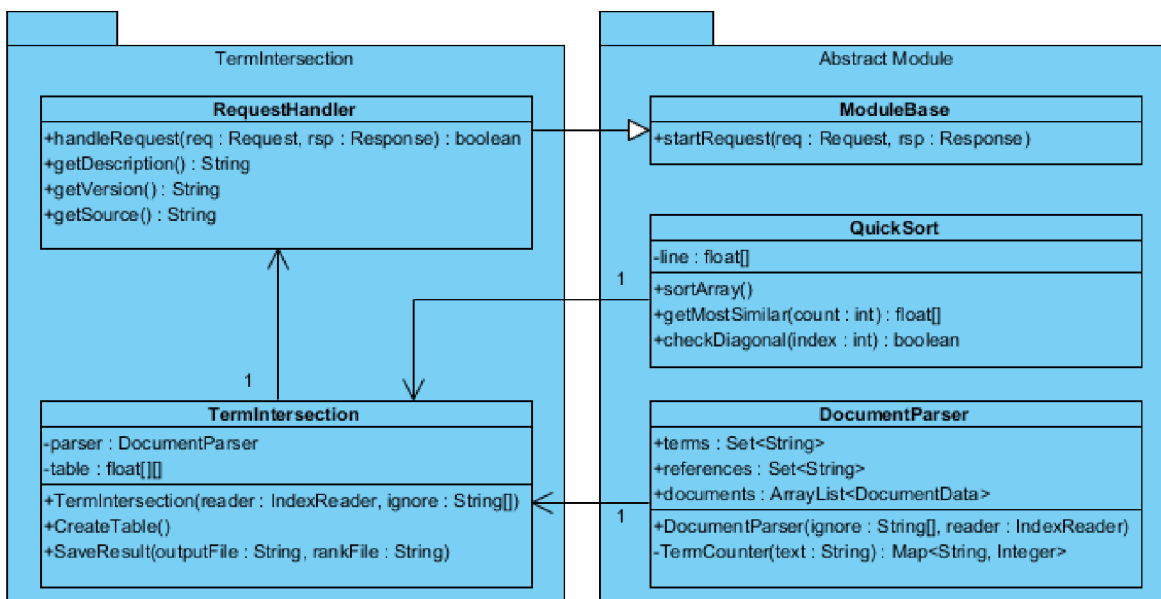 TermIntersection
RequestHandler
+handleRequest(req : Request, rsp : Response) : boolean
+getDescription() : String
+getVersion() : String
+getSource() : String
1
TermIntersection
-parser : DocumentParser
-table : float[][]
+TermIntersection(reader : IndexReader, ignore : String[])
+CreateTable()
+SaveResult(outputFile : String, rankFile : String)
Abstract Module
ModuleBase
+startRequest(req : Request, rsp : Response)
1
QuickSort
-line : float[]
+sortArray()
+getMostSimilar(count : int) : float[]
+checkDiagonal(index : int) : boolean
1
DocumentParser
+terms : Set<String>
+references : Set<String>
+documents : ArrayList<DocumentData>
+DocumentParser(ignore : String[], reader : IndexReader)
-TermCounter(text : String) : Map<String, Integer>